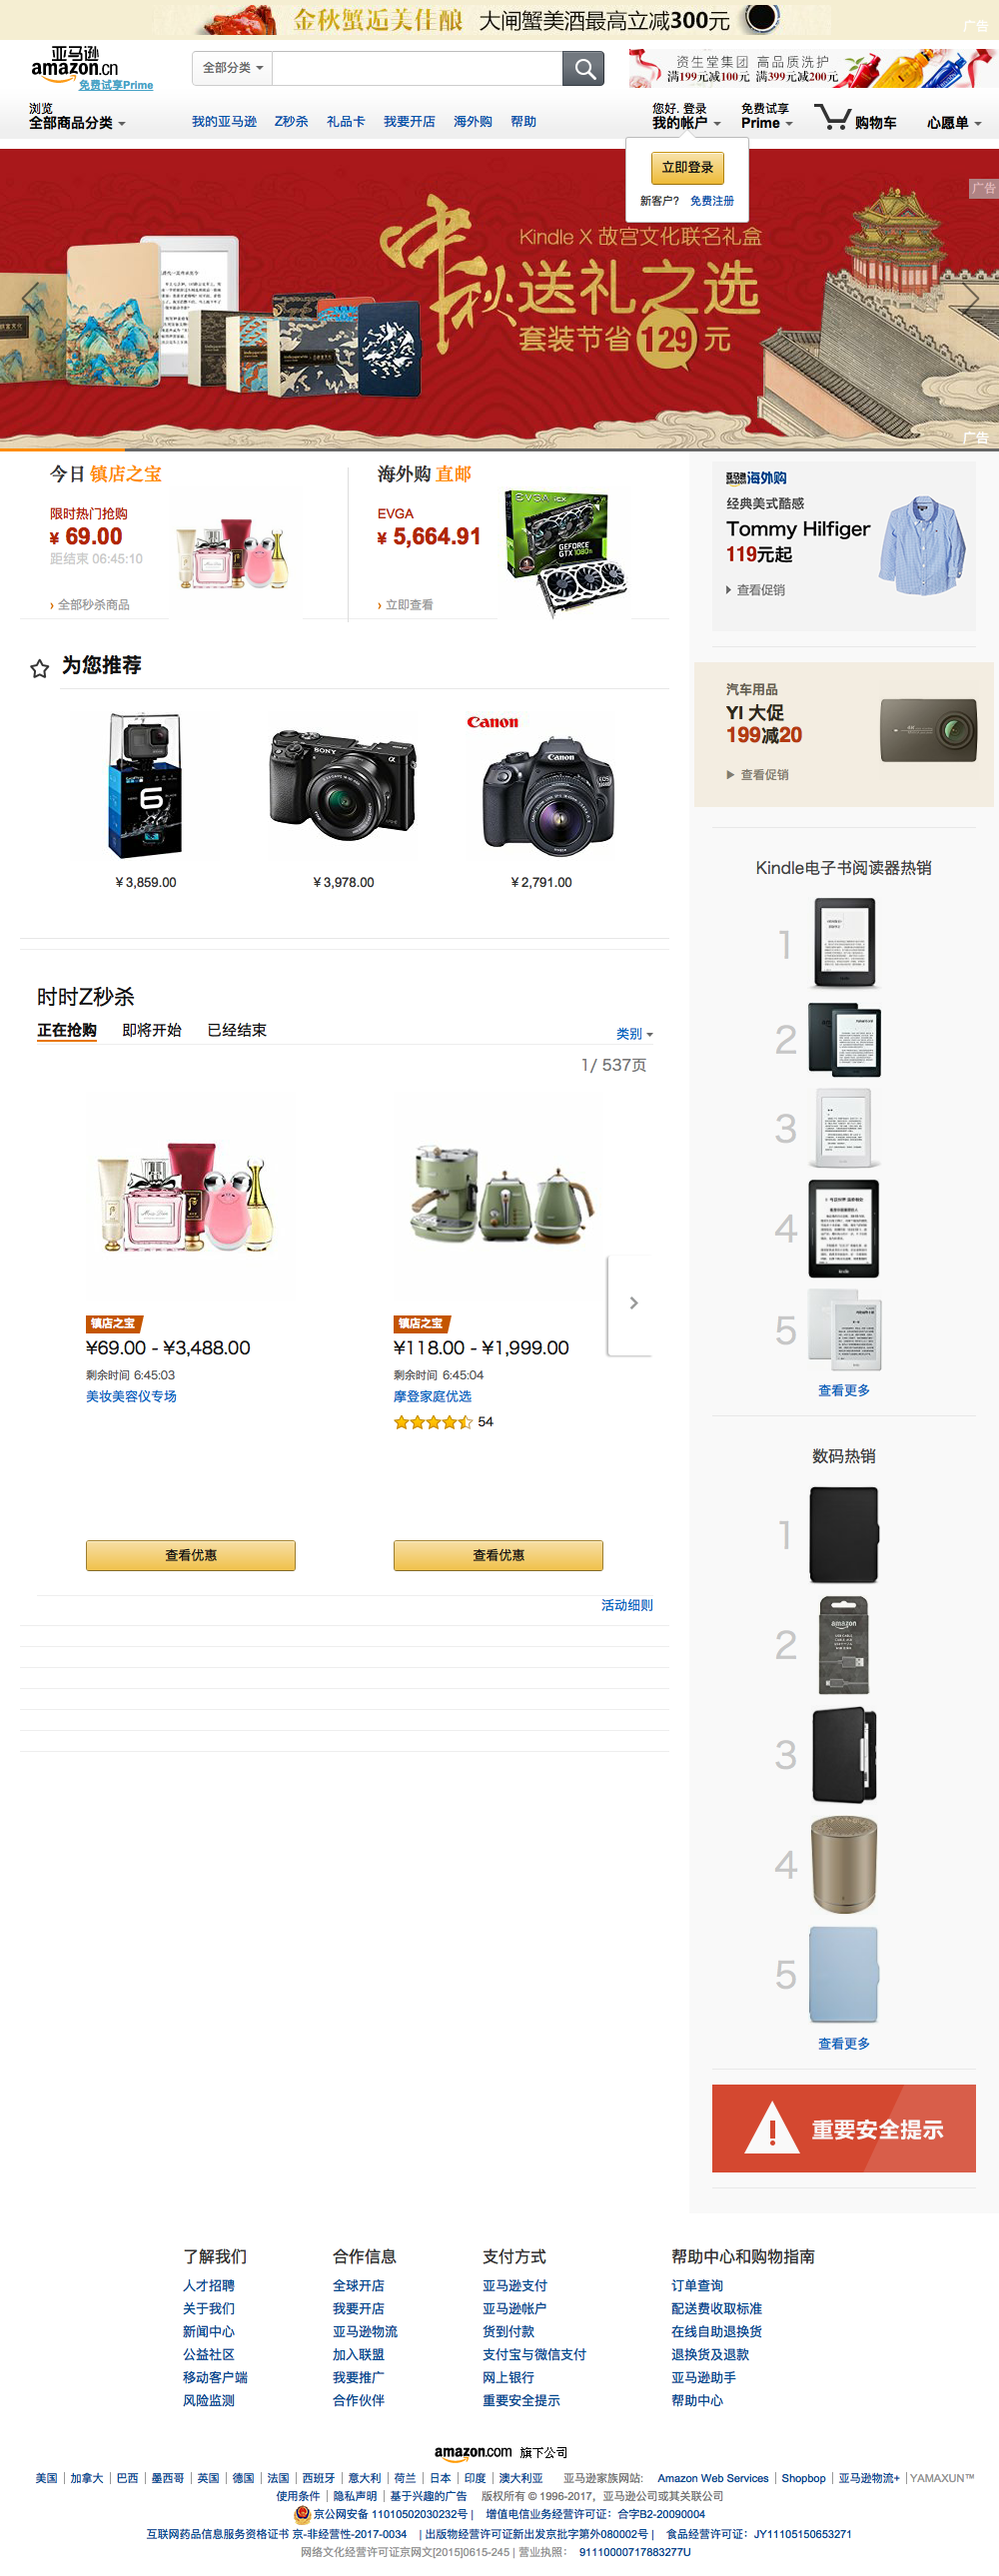 金秋蟹逅美佳酿 大闸蟹美酒最高立减300元
广告
亚马逊
amazon.cn
免费试享Prime
全部分类
资生堂集团 高品质洗护
满199元减100元 满399元减200元
浏览
全部商品分类
我的亚马逊 Z秒杀 礼品卡 我要开店 海外购 帮助
您好, 登录
我的帐户
免费试享
Prime
购物车
心愿单
立即登录
新客户? 免费注册
广告
中秋
Kindle X 故宫文化联名礼盒
送礼之选
套装节省129元
广告
今日 镇店之宝
限时热门抢购
¥ 69.00
距结束 06:45:10
› 全部秒杀商品
海外购 直邮
EVGA
¥ 5,664.91
› 立即查看
EVGA
GEFORCE
GTX 1080 Ti
亚马逊
amazon 海外购
经典美式酷感
Tommy Hilfiger
119元起
查看促销
为您推荐
6
SONY
α
Canon
Canon
EOS
¥ 3,859.00
¥ 3,978.00
¥ 2,791.00
汽车用品
YI 大促
199减20
查看促销
4K
Kindle电子书阅读器热销
1
2
3
4
5
查看更多
时时Z秒杀
正在抢购 即将开始 已经结束
类别
1/ 537页
Miss Dior
镇店之宝
¥69.00 - ¥3,488.00
剩余时间 6:45:03
美妆美容仪专场
查看优惠
镇店之宝
¥118.00 - ¥1,999.00
剩余时间 6:45:04
摩登家庭优选
54
查看优惠
活动细则
数码热销
1
2
amazon
3
4
5
查看更多
重要安全提示
了解我们
人才招聘
关于我们
新闻中心
公益社区
移动客户端
风险监测
合作信息
全球开店
我要开店
亚马逊物流
加入联盟
我要推广
合作伙伴
支付方式
亚马逊支付
亚马逊帐户
货到付款
支付宝与微信支付
网上银行
重要安全提示
帮助中心和购物指南
订单查询
配送费收取标准
在线自助退换货
退换货及退款
亚马逊助手
帮助中心
amazon.com 旗下公司
美国 | 加拿大 | 巴西 | 墨西哥 | 英国 | 德国 | 法国 | 西班牙 | 意大利 | 荷兰 | 日本 | 印度 | 澳大利亚 亚马逊家族网站: Amazon Web Services | Shopbop | 亚马逊物流+ | YAMAXUN™
使用条件 | 隐私声明 | 基于兴趣的广告 版权所有 © 1996-2017, 亚马逊公司或其关联公司
京公网安备 11010502030232号 | 增值电信业务经营许可证：合字B2-20090004
互联网药品信息服务资格证书 京-非经营性-2017-0034 | 出版物经营许可证新出发京批字第外080002号 | 食品经营许可证：JY11105150653271
网络文化经营许可证京网文[2015]0615-245 | 营业执照： 91110000717883277U